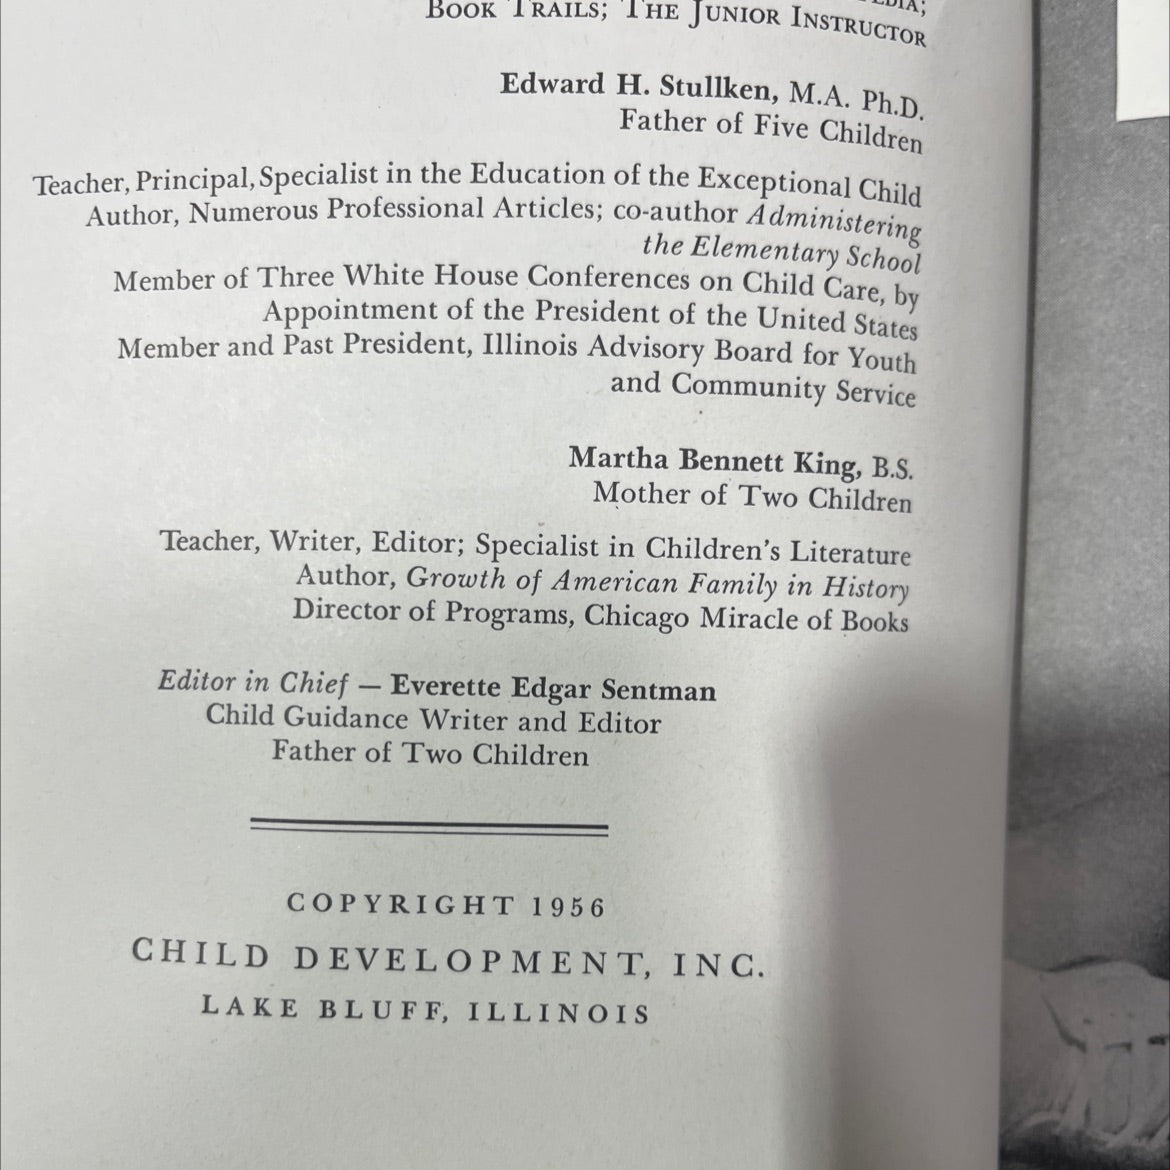 Book Trails; The Junior Instructor
Edward H. Stullken, M.A. Ph.D.
Father of Five Children
Teacher, Principal, Specialist in the Education of the Exceptional Child
Author, Numerous Professional Articles; co-author Administering
the Elementary School
Member of Three White House Conferences on Child Care, by
Appointment of the President of the United States
Member and Past President, Illinois Advisory Board for Youth
and Community Service
Martha Bennett King, B.S.
Mother of Two Children
Teacher, Writer, Editor; Specialist in Children's Literature
Author, Growth of American Family in History
Director of Programs, Chicago Miracle of Books
Editor in Chief — Everette Edgar Sentman
Child Guidance Writer and Editor
Father of Two Children
COPYRIGHT 1956
CHILD DEVELOPMENT, INC.
LAKE BLUFF, ILLINOIS